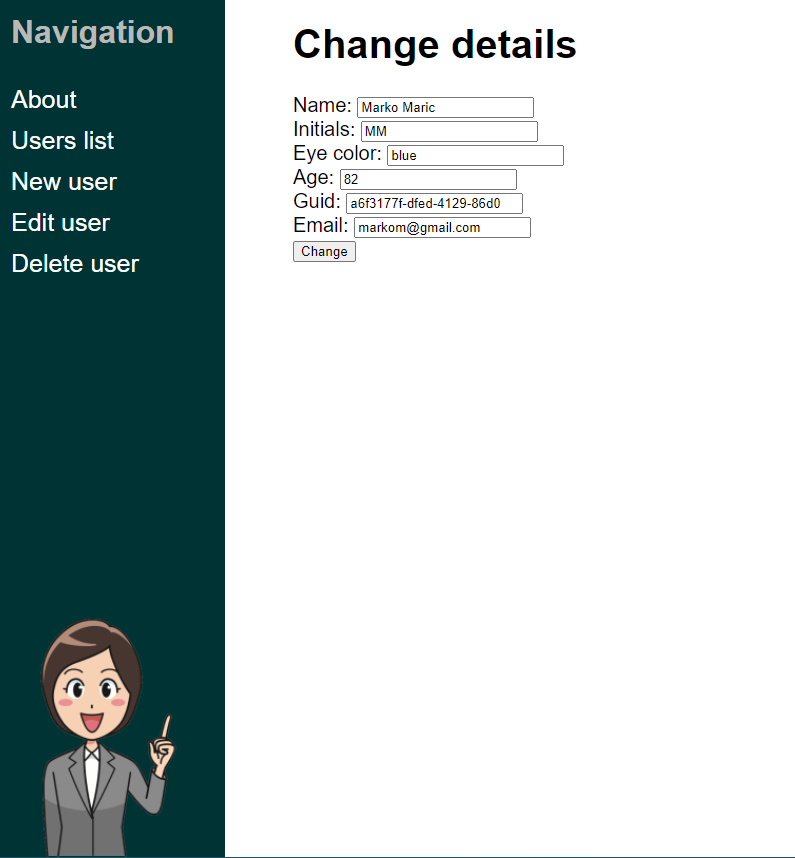 Navigation
About
Users list
New user
Edit user
Delete user
Change details
Name: Marko Maric
Initials: MM
Eye color: blue
Age: 82
Guid: a6f3177f-dfed-4129-86d0
Email: markom@gmail.com
Change